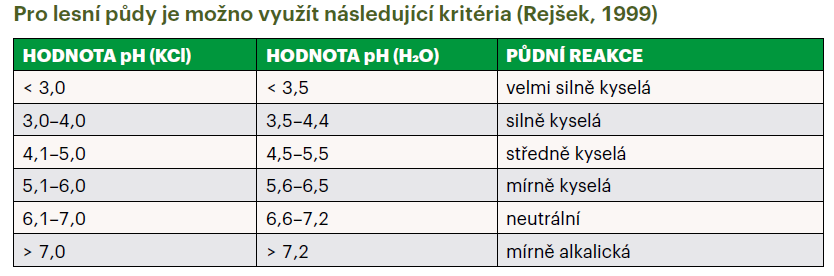 Pro lesní půdy je možno využít následující kritéria (Rejšek, 1999)
HODNOTA pH (KCl) HODNOTA pH (H₂O) PŮDNÍ REAKCE
< 3,0 < 3,5 velmi silně kyselá
3,0–4,0 3,5–4,4 silně kyselá
4,1–5,0 4,5–5,5 středně kyselá
5,1–6,0 5,6–6,5 mírně kyselá
6,1–7,0 6,6–7,2 neutrální
> 7,0 > 7,2 mírně alkalická